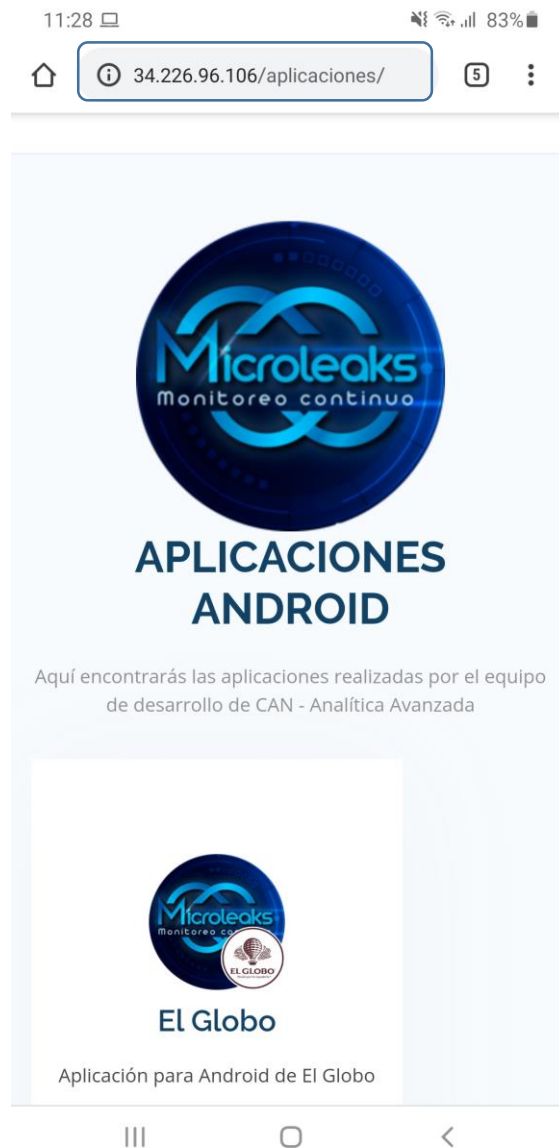 11:28 83%
34.226.96.106/aplicaciones/ 5
Microleaks
Monitoreo continuo
APLICACIONES
ANDROID
Aquí encontrarás las aplicaciones realizadas por el equipo
de desarrollo de CAN - Analítica Avanzada
Microleaks
Monitoreo
EL GLOBO
El Globo
Aplicación para Android de El Globo